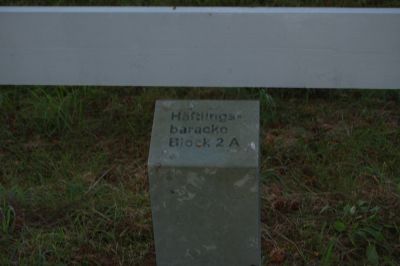 Häftlings-
baracke
Block 2 A